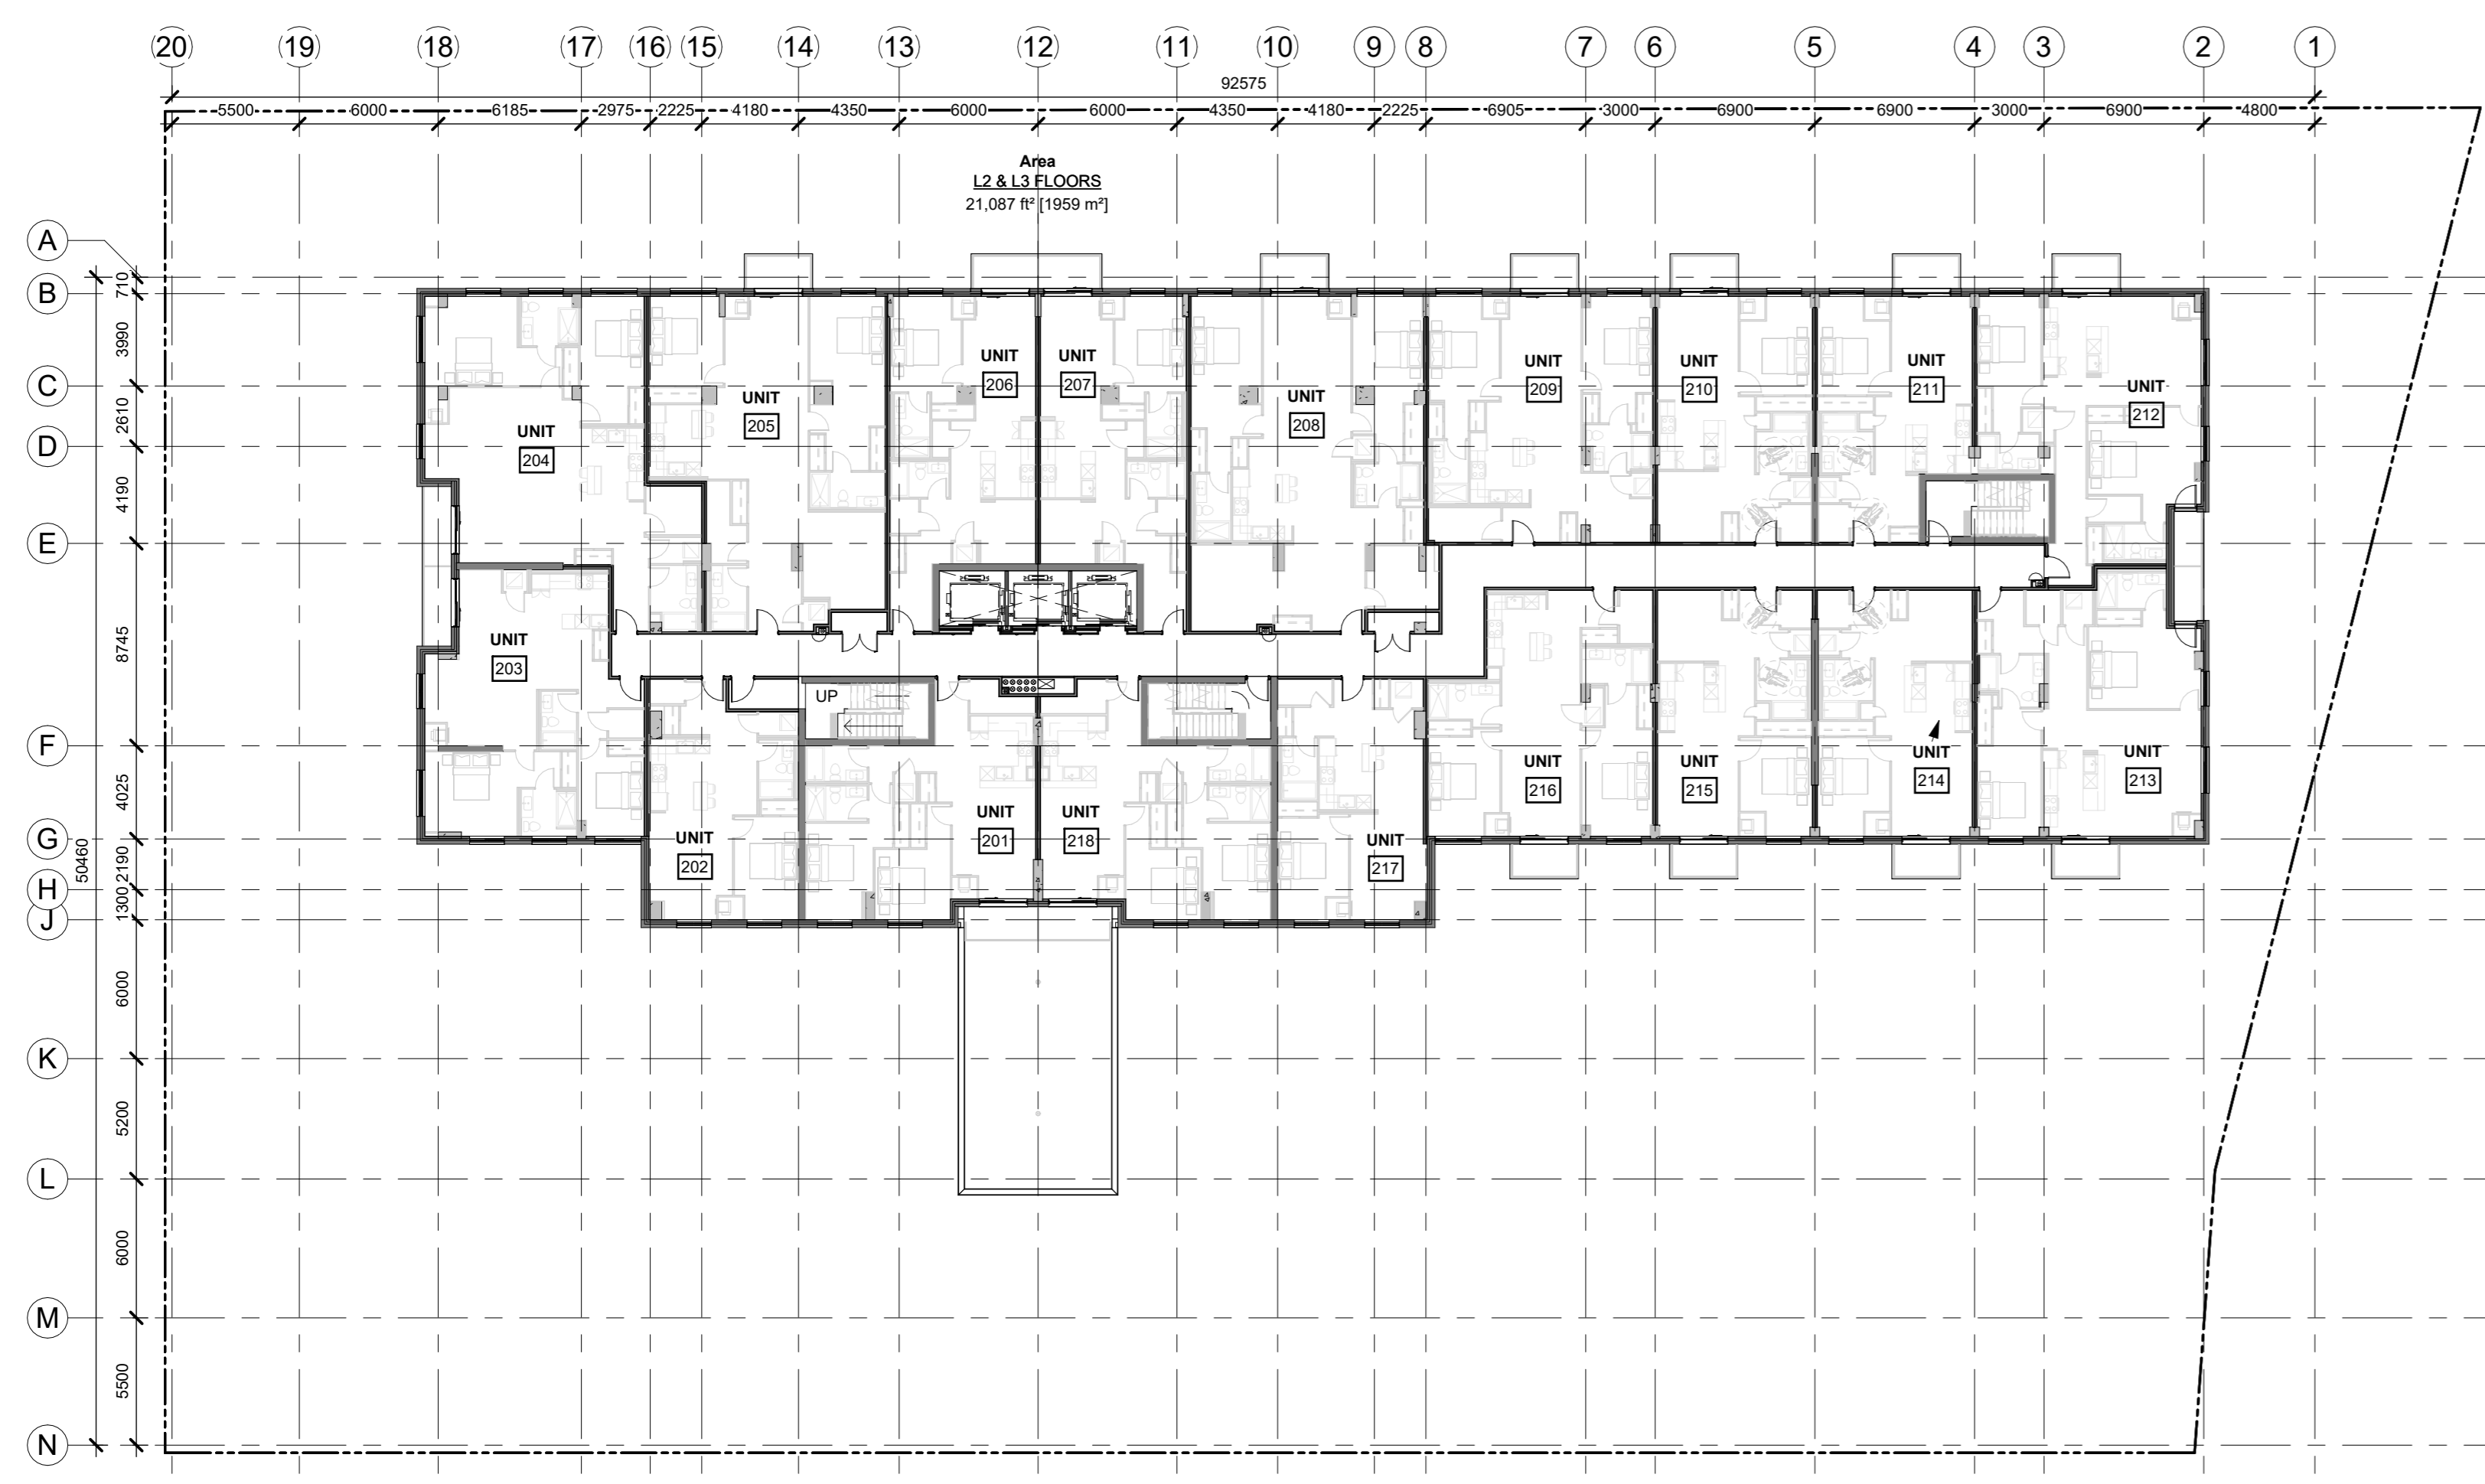 20 19 18 17 16 15 14 13 12 11 10 9 8 7 6 5 4 3 2 1
92575
5500 6000 6185 2975 2225 4180 4350 6000 6000 4350 4180 2225 6905 3000 6900 6900 3000 6900 4800
Area
L2 & L3 FLOORS
21,087 ft² [1959 m²]
A
B
C
D
E
F
G
H
J
K
L
M
N
710
3990
2610
4190
8745
4025
2190
1300
6000
5200
6000
5500
50460
UNIT
204
UNIT
205
UNIT
206
UNIT
207
UNIT
208
UNIT
209
UNIT
210
UNIT
211
UNIT
212
UNIT
203
UP
UNIT
202
UNIT
201
UNIT
218
UNIT
217
UNIT
216
UNIT
215
UNIT
214
UNIT
213